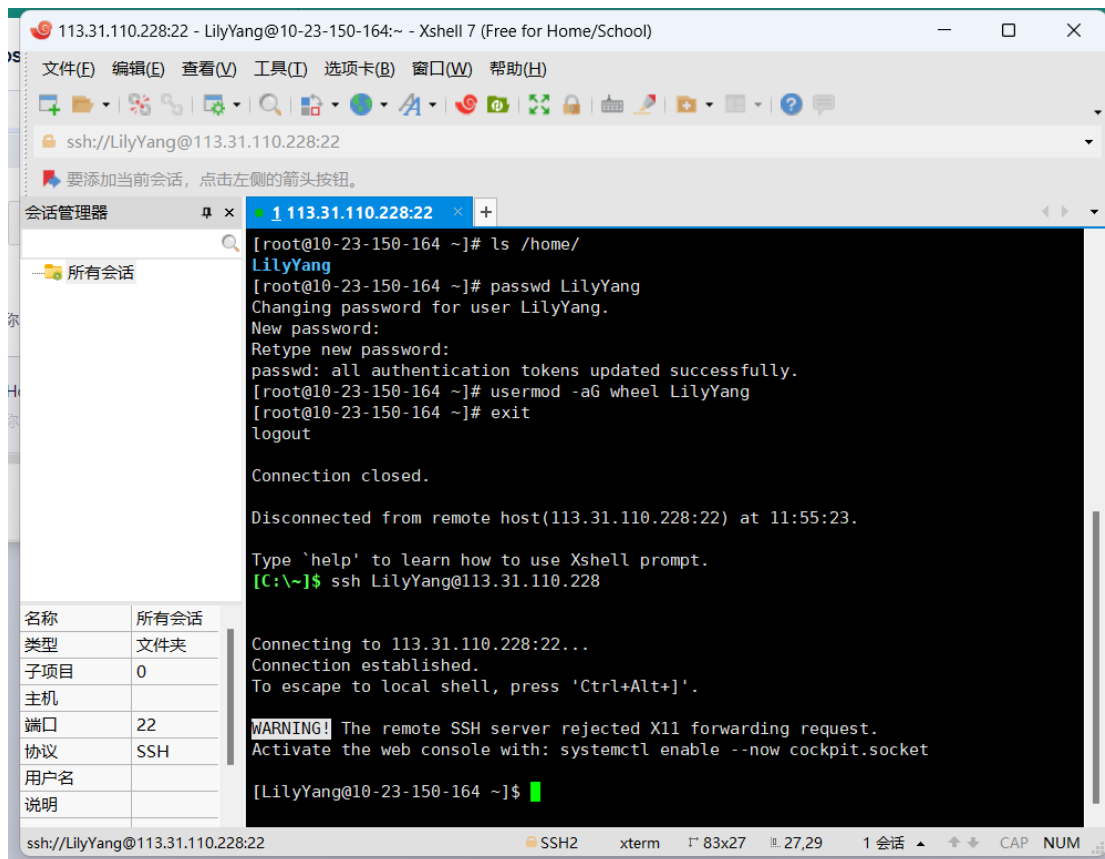 113.31.110.228:22 - LilyYang@10-23-150-164:~ - Xshell 7 (Free for Home/School)
文件(F) 编辑(E) 查看(V) 工具(T) 选项卡(B) 窗口(W) 帮助(H)
ssh://LilyYang@113.31.110.228:22
要添加当前会话，点击左侧的箭头按钮。
会话管理器
1 113.31.110.228:22
所有会话
[root@10-23-150-164 ~]# ls /home/
LilyYang
[root@10-23-150-164 ~]# passwd LilyYang
Changing password for user LilyYang.
New password:
Retype new password:
passwd: all authentication tokens updated successfully.
[root@10-23-150-164 ~]# usermod -aG wheel LilyYang
[root@10-23-150-164 ~]# exit
logout
Connection closed.
Disconnected from remote host(113.31.110.228:22) at 11:55:23.
Type `help' to learn how to use Xshell prompt.
[C:\~]$ ssh LilyYang@113.31.110.228
Connecting to 113.31.110.228:22...
Connection established.
To escape to local shell, press 'Ctrl+Alt+]'.
WARNING! The remote SSH server rejected X11 forwarding request.
Activate the web console with: systemctl enable --now cockpit.socket
[LilyYang@10-23-150-164 ~]$
名称 所有会话
类型 文件夹
子项目 0
主机
端口 22
协议 SSH
用户名
说明
ssh://LilyYang@113.31.110.228:22 SSH2 xterm 83x27 27,29 1 会话 CAP NUM